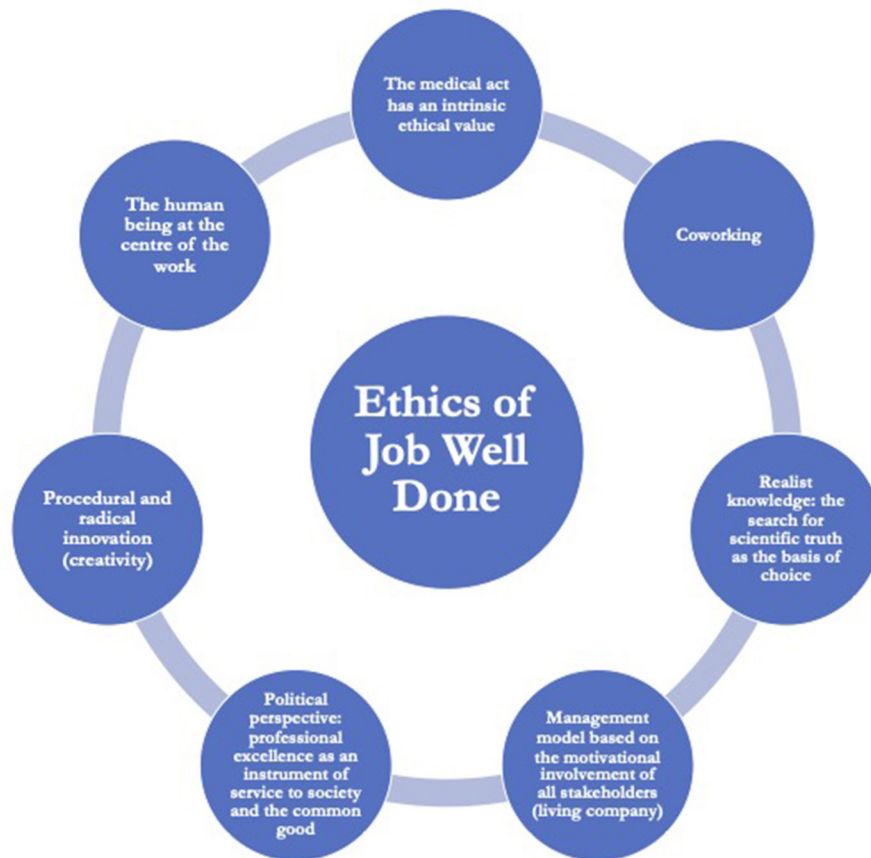 The medical act
has an intrinsic
ethical value
Coworking
Realist
knowledge: the
search for
scientific truth
as the basis of
choice
Management
model based on
the motivational
involvement of
all stakeholders
(living company)
Political
perspective:
professional
excellence as an
instrument of
service to society
and the common
good
Procedural and
radical
innovation
(creativity)
The human
being at the
centre of the
work
Ethics of
Job Well
Done